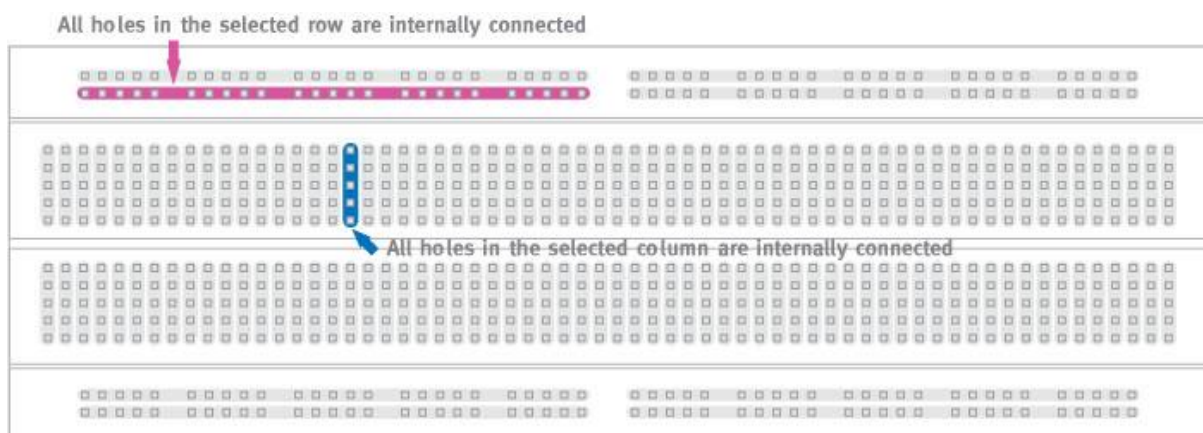 All holes in the selected row are internally connected
All holes in the selected column are internally connected